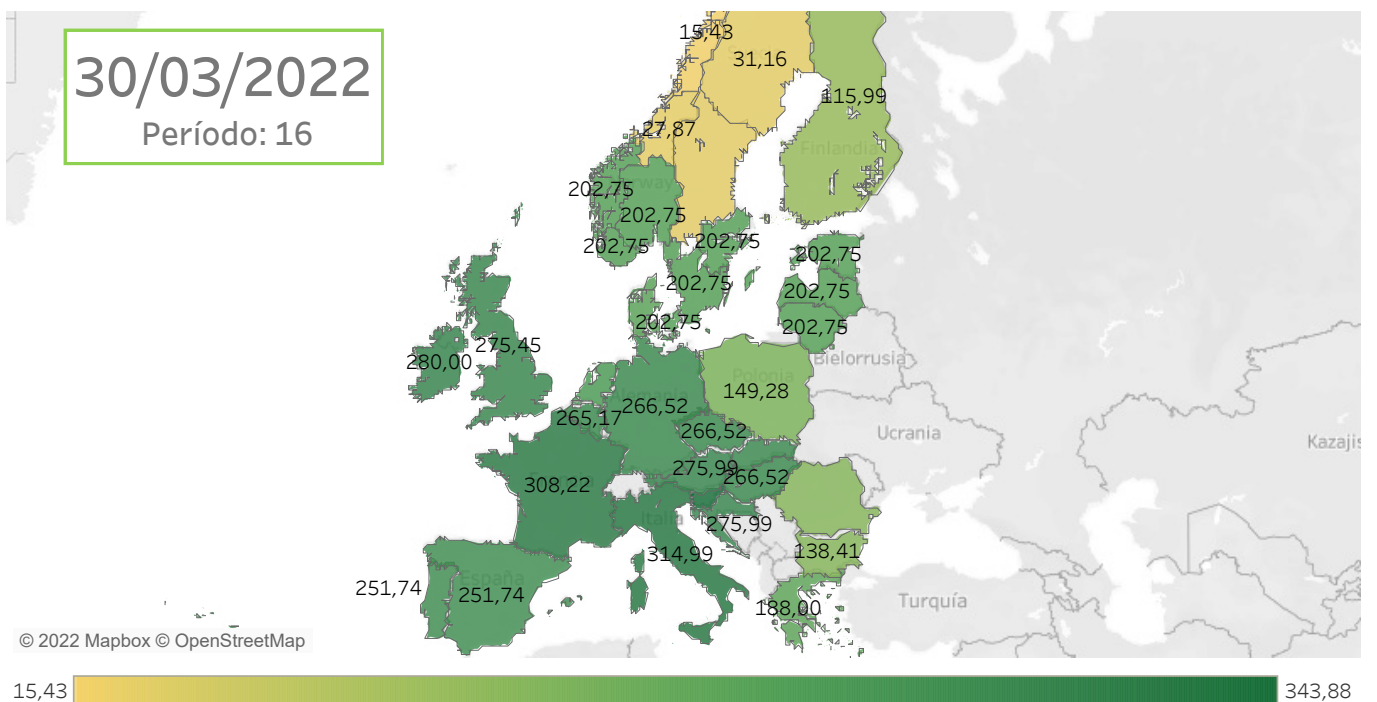 30/03/2022
Período: 16
15,43
31,16
115,99
27,87
Finlandia
202,75
Norway
202,75
202,75
202,75
202,75
202,75
202,75
202,75
202,75
275,45
280,00
Bielorrusia
Polonia
149,28
266,52
265,17
266,52
Ucrania
Kazajis
275,99
266,52
308,22
Italia
275,99
314,99
138,41
España
251,74
251,74
188,00
Turquía
© 2022 Mapbox © OpenStreetMap
15,43
343,88